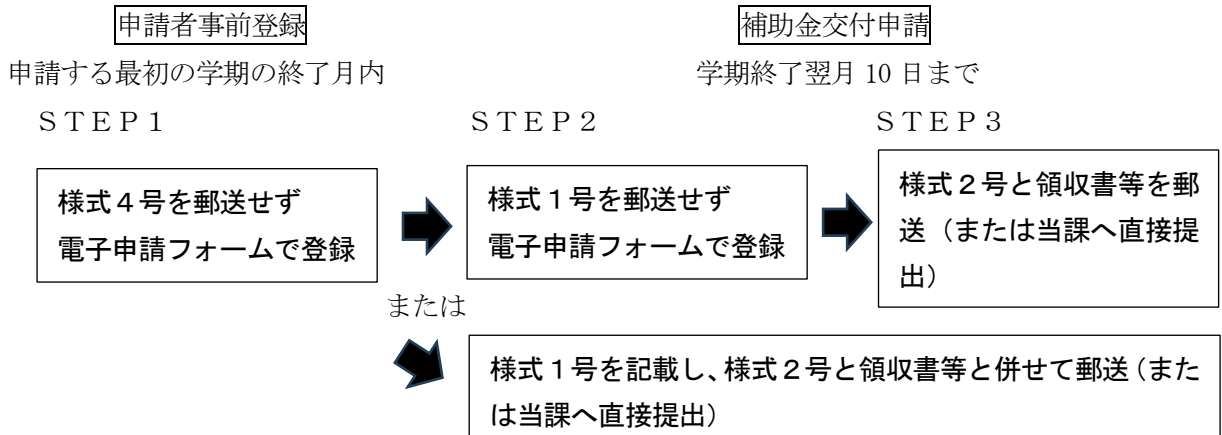 申請者事前登録
補助金交付申請
申請する最初の学期の終了月内
学期終了翌月 10 日まで
ＳＴＥＰ１
ＳＴＥＰ２
ＳＴＥＰ３
様式４号を郵送せず
電子申請フォームで登録
様式１号を郵送せず
電子申請フォームで登録
様式２号と領収書等を郵
送（または当課へ直接提
出）
または
様式１号を記載し、様式２号と領収書等と併せて郵送（また
は当課へ直接提出）